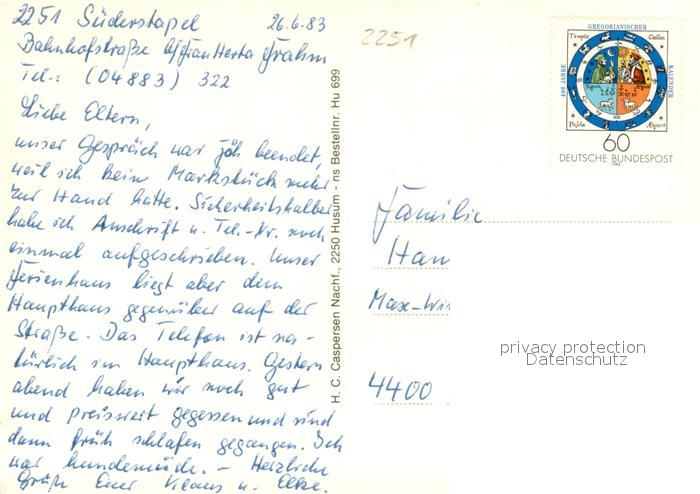 2251 Süderstapel 26.6.83
Bahnhofstraße Frau Herta Frahm
Tel.: (04883) 322
Liebe Eltern,
unser Gespräch war jäh beendet,
weil ich kein Markstück mehr
zur Hand hatte. Sicherheitshalber
habe ich Anschrift u. Tel.-Nr. noch
einmal aufgeschrieben. Unser
Ferienhaus liegt aber dem
Haupthaus gegenüber auf der
Straße. Das Telefon ist na-
türlich im Haupthaus. Gestern
abend haben wir noch gut
und preiswert gegessen und sind
dann früh schlafen gegangen. Ich
war hundemüde. – Herzliche
Grüße Euer Klaus u. Elke.
H. C. Caspersen Nachf., 2250 Husum - ns Bestellnr. Hu 699
2251
GREGORIANISCHER
400 JAHRE
KALENDER
60
DEUTSCHE BUNDESPOST
1982
Familie
Han
Max-Wi
4400
privacy protection
Datenschutz